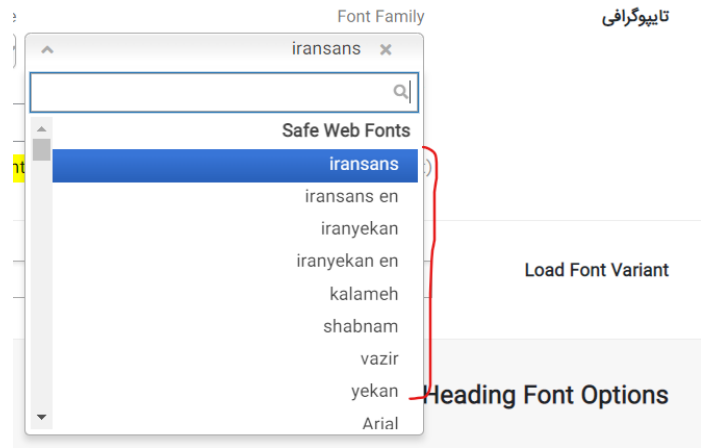 تایپوگرافی
Font Family
iransans
Safe Web Fonts
iransans
iransans en
iranyekan
iranyekan en
kalameh
shabnam
vazir
yekan
Arial
Load Font Variant
Heading Font Options